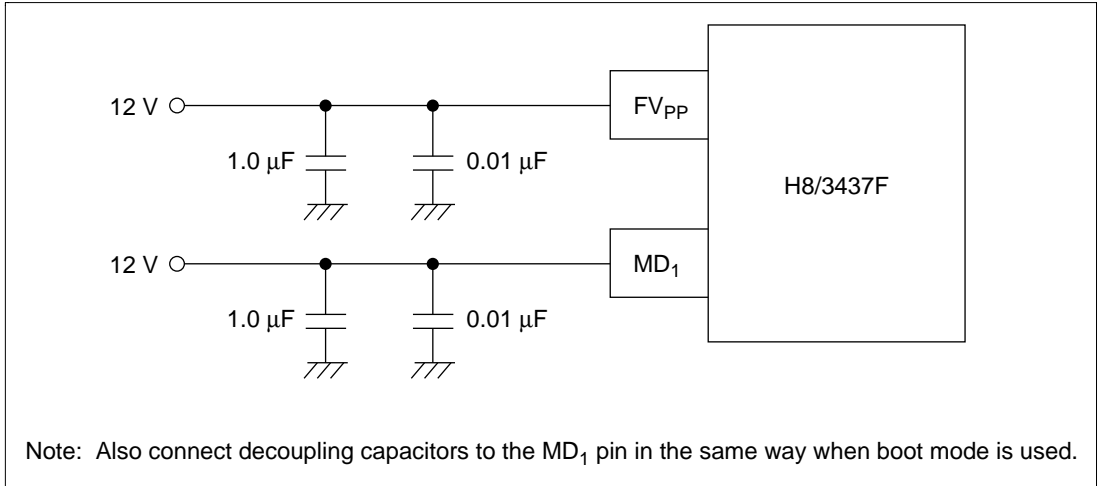 12 V
FVPP
1.0 μF
0.01 μF
H8/3437F
12 V
MD1
1.0 μF
0.01 μF
Note: Also connect decoupling capacitors to the MD1 pin in the same way when boot mode is used.